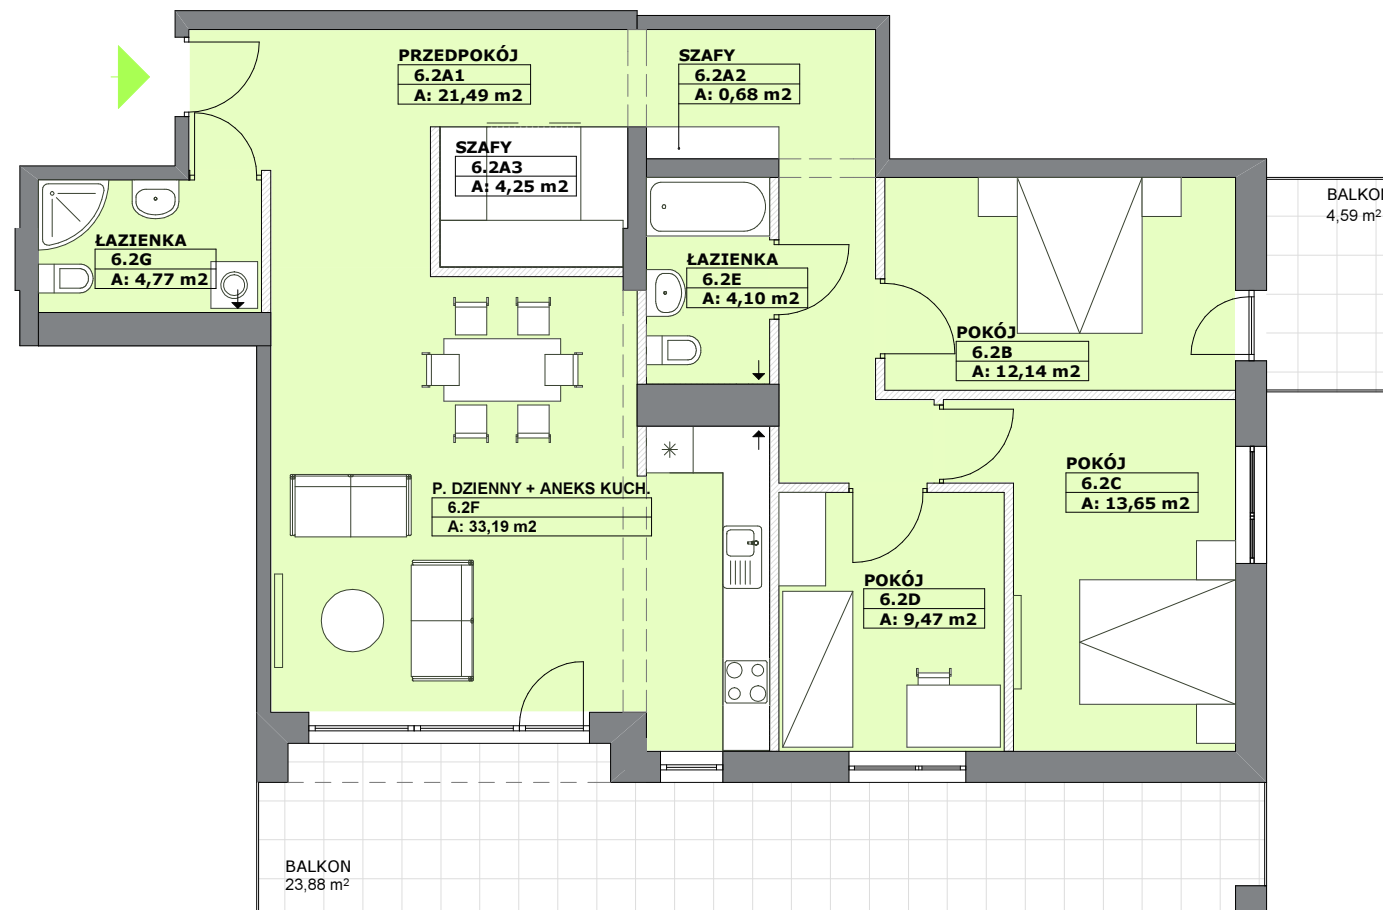 PRZEDPOKÓJ
6.2A1
A: 21,49 m2
SZAFY
6.2A2
A: 0,68 m2
SZAFY
6.2A3
A: 4,25 m2
BALKON
4,59 m²
ŁAZIENKA
6.2G
A: 4,77 m2
ŁAZIENKA
6.2E
A: 4,10 m2
POKÓJ
6.2B
A: 12,14 m2
POKÓJ
6.2C
A: 13,65 m2
P. DZIENNY + ANEKS KUCH.
6.2F
A: 33,19 m2
POKÓJ
6.2D
A: 9,47 m2
BALKON
23,88 m²